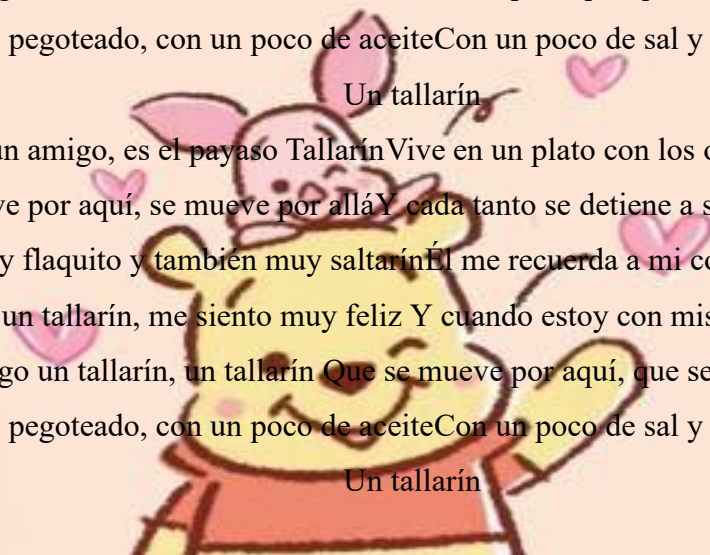 pegoteado, con un poco de aceiteCon un poco de sal y
Un tallarín
un amigo, es el payaso TallarínVive en un plato con los
ve por aquí, se mueve por alláY cada tanto se detiene a
y flaquito y también muy saltarínÉl me recuerda a mi
un tallarín, me siento muy feliz Y cuando estoy con mis
go un tallarín, un tallarín Que se mueve por aquí, que se
pegoteado, con un poco de aceiteCon un poco de sal y
Un tallarín